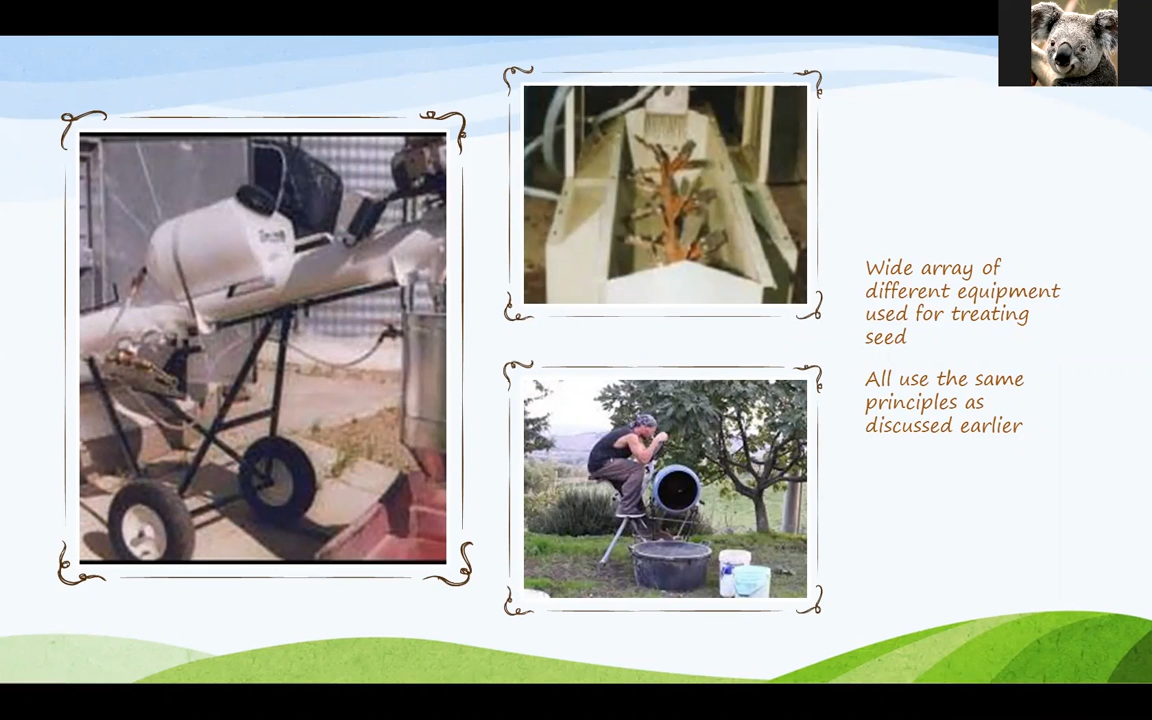 Wide array of
different equipment
used for treating
seed
All use the same
principles as
discussed earlier